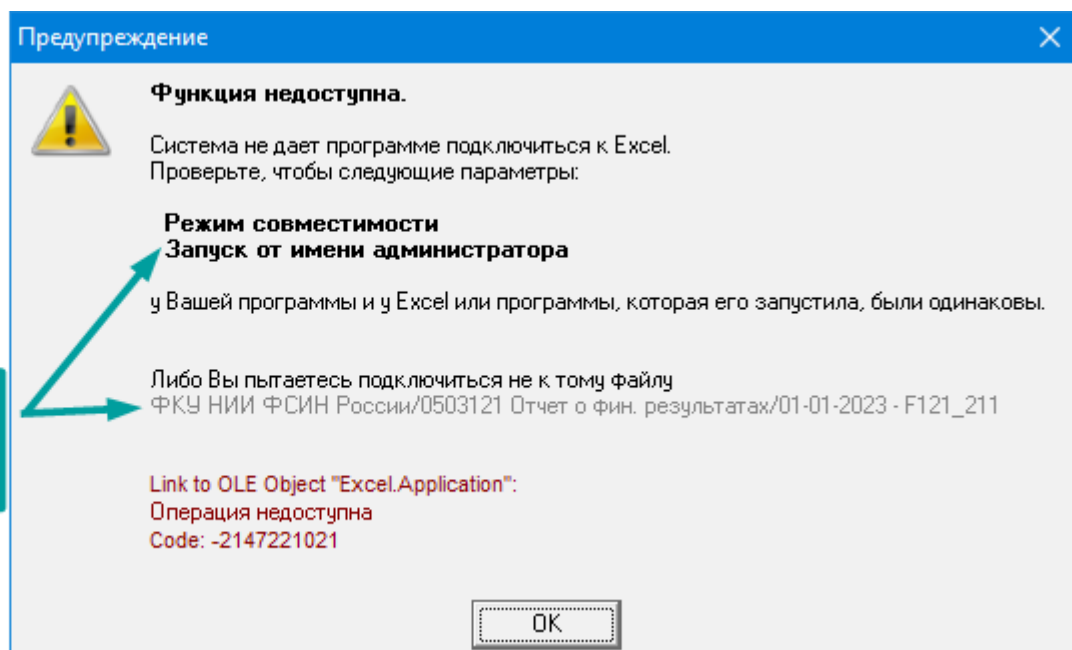 Предупреждение
Функция недоступна.
Система не дает программе подключиться к Excel.
Проверьте, чтобы следующие параметры:
Режим совместимости
Запуск от имени администратора
у Вашей программы и у Excel или программы, которая его запустила, были одинаковы.
Либо Вы пытаетесь подключиться не к тому файлу
ФКУ НИИ ФСИН России/0503121 Отчет о фин. результатах/01-01-2023 - F121_211
Link to OLE Object "Excel.Application":
Операция недоступна
Code: -2147221021
OK